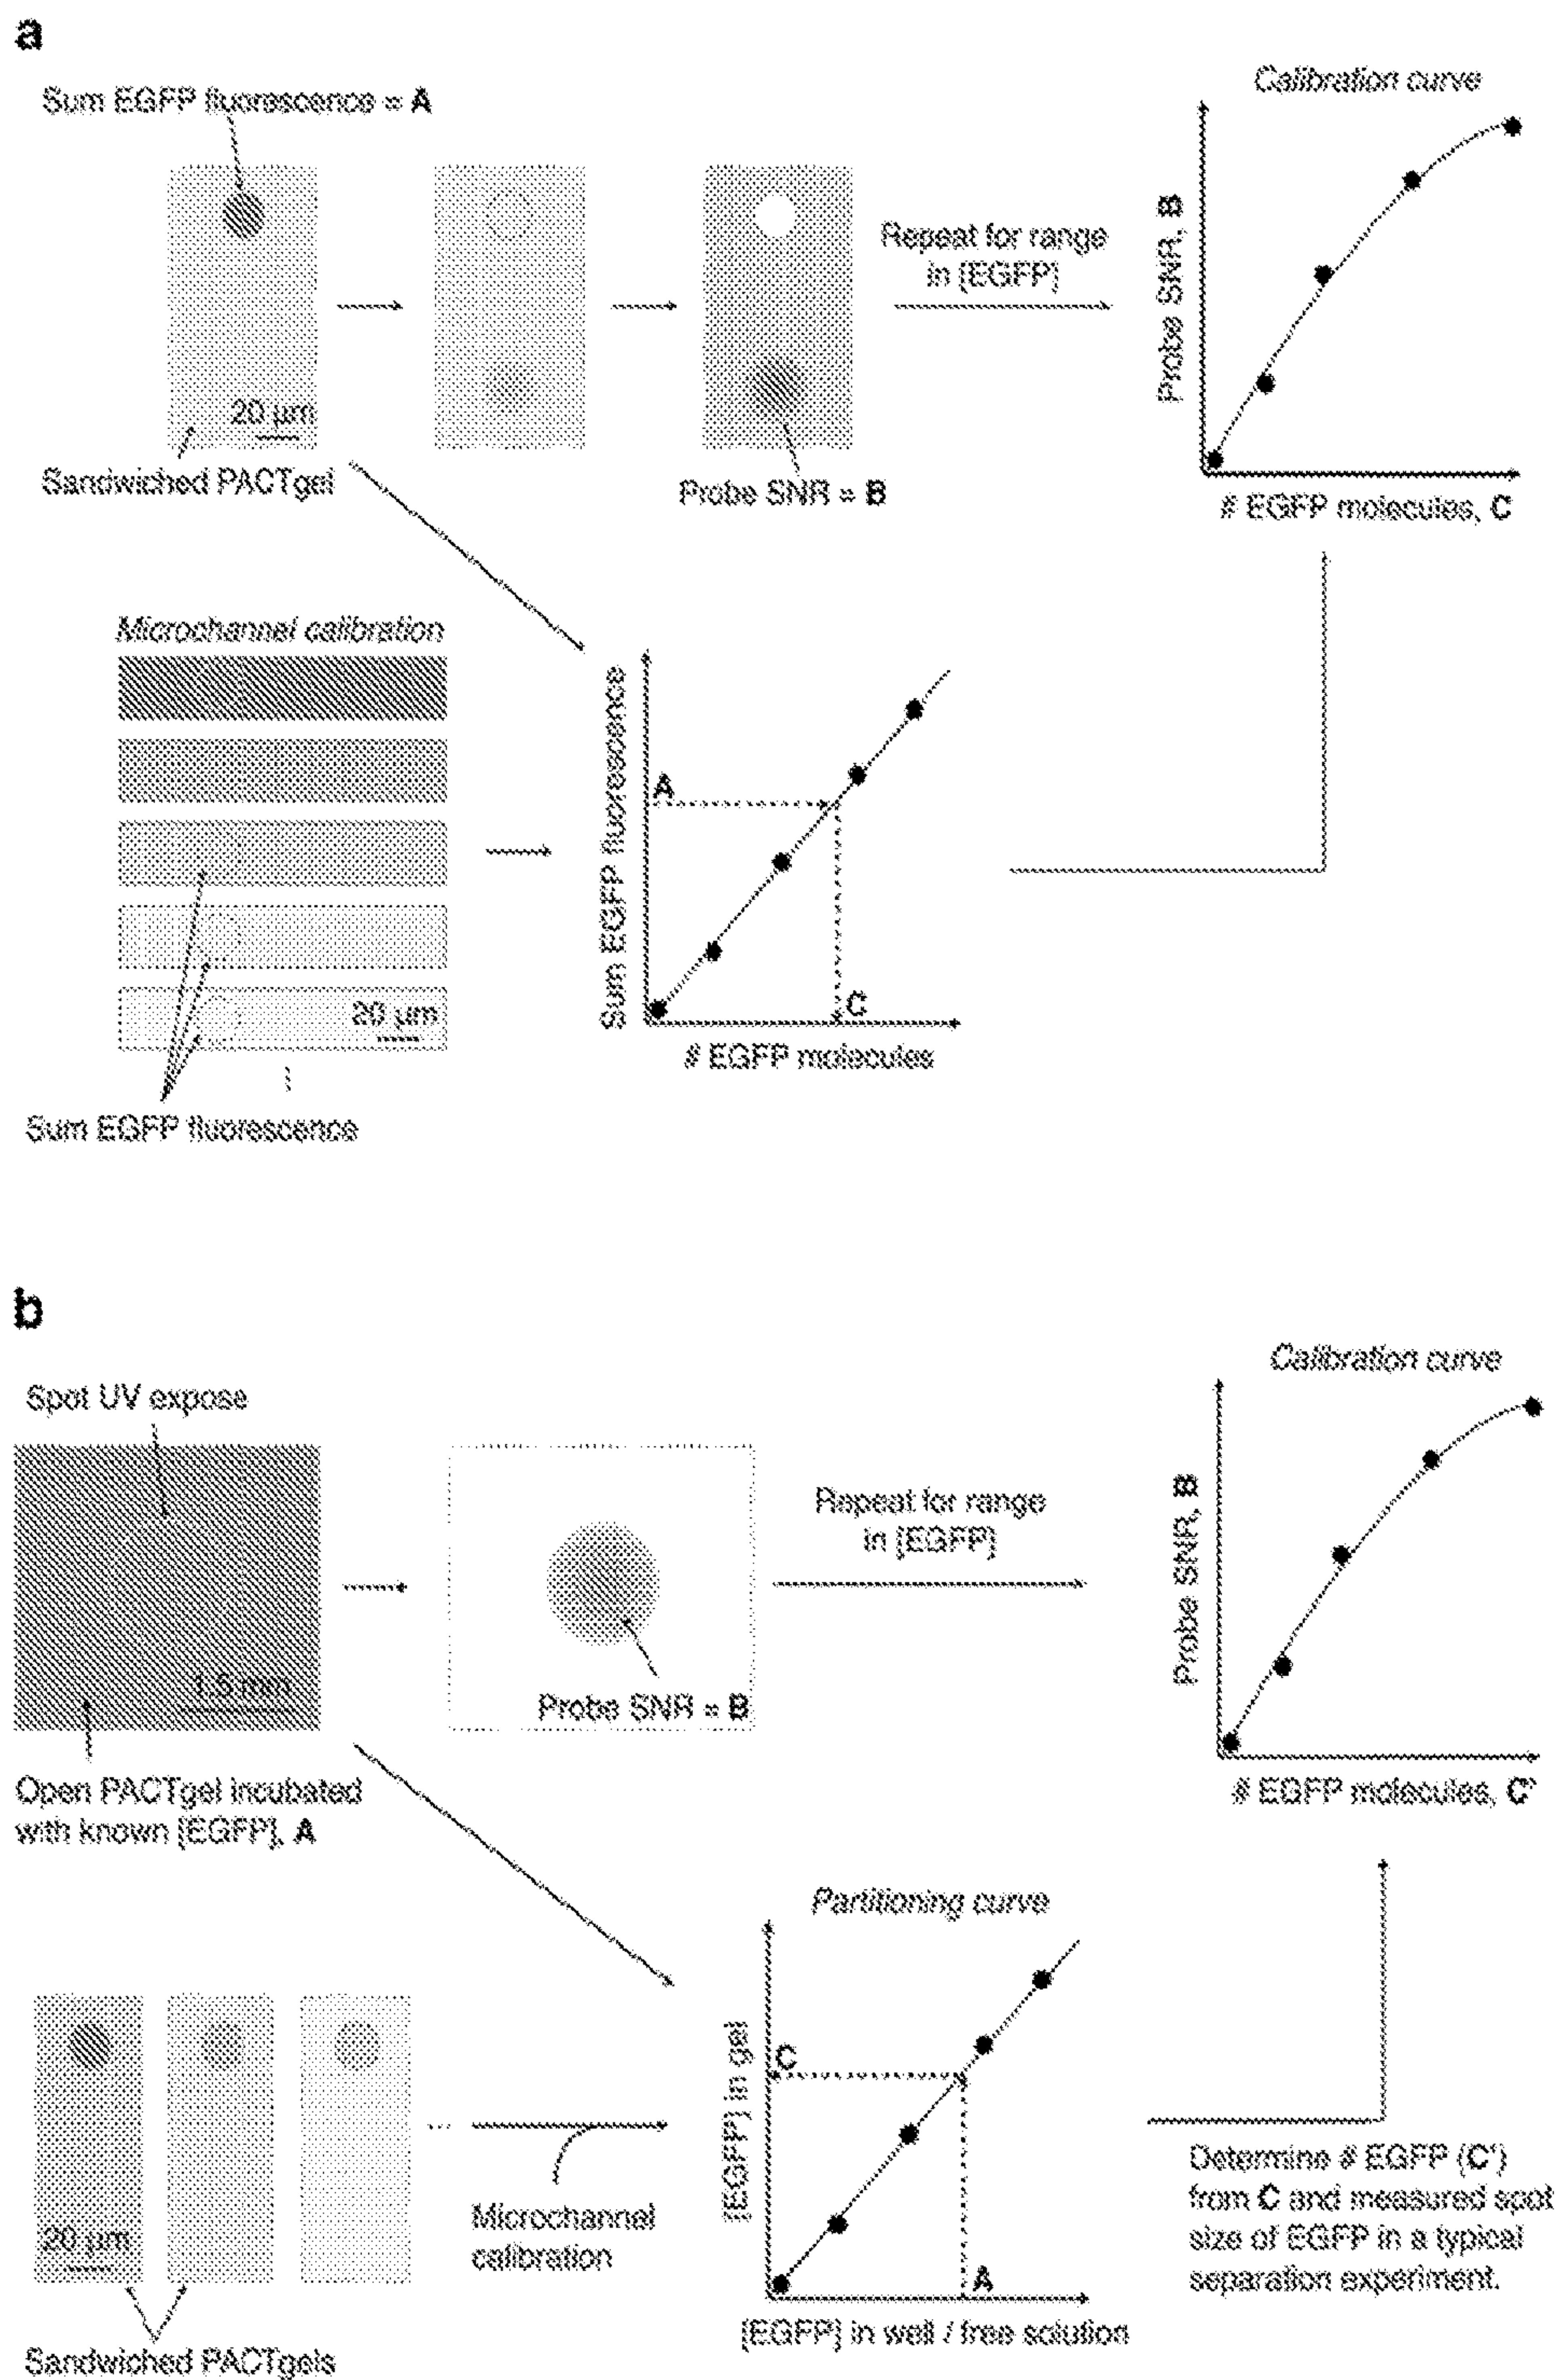 a
Sum EGFP fluorescence = A
20 µm
Sandwiched PACTgel
Probe SNR = B
Repeat for range
in [EGFP]
Calibration curve
Probe SNR, B
# EGFP molecules, C
Microchannel calibration
20 µm
Sum EGFP fluorescence
Sum EGFP fluorescence
A
C
# EGFP molecules
b
Spot UV expose
1.5 mm
Open PACTgel incubated
with known [EGFP], A
Probe SNR = B
Repeat for range
in [EGFP]
Calibration curve
Probe SNR, B
# EGFP molecules, C'
20 µm
Sandwiched PACTgels
Microchannel
calibration
Partitioning curve
[EGFP] in gel
C
A
[EGFP] in well / free solution
Determine # EGFP (C')
from C and measured spot
size of EGFP in a typical
separation experiment.